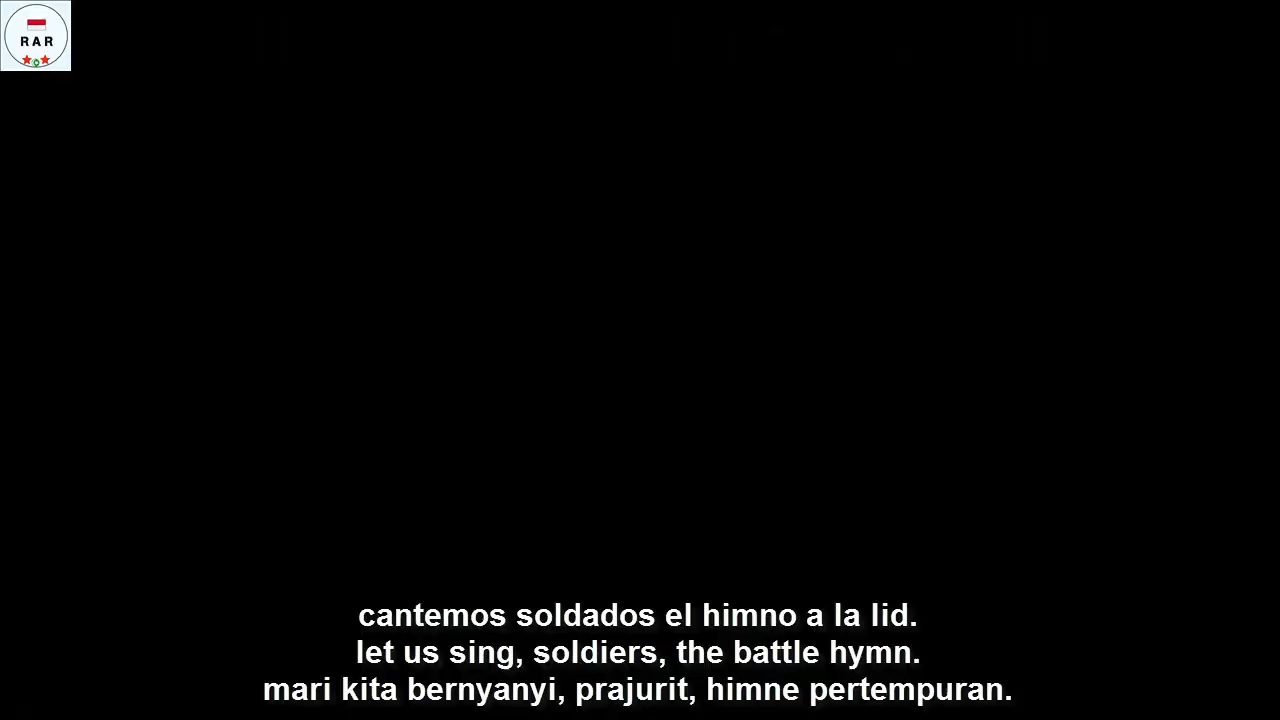 RAR
cantemos soldados el himno a la lid.
let us sing, soldiers, the battle hymn.
mari kita bernyanyi, prajurit, himne pertempuran.